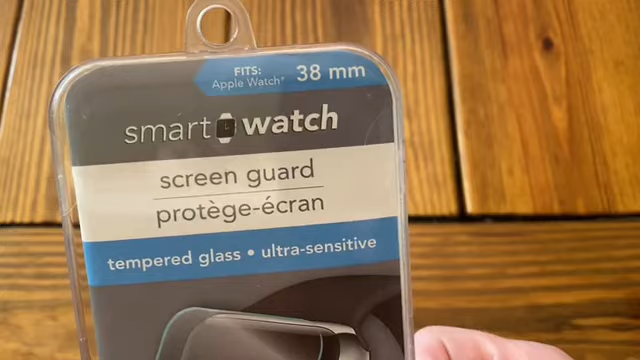 FITS:
Apple Watch® 38 mm
smart watch
screen guard
protège-écran
tempered glass • ultra-sensitive